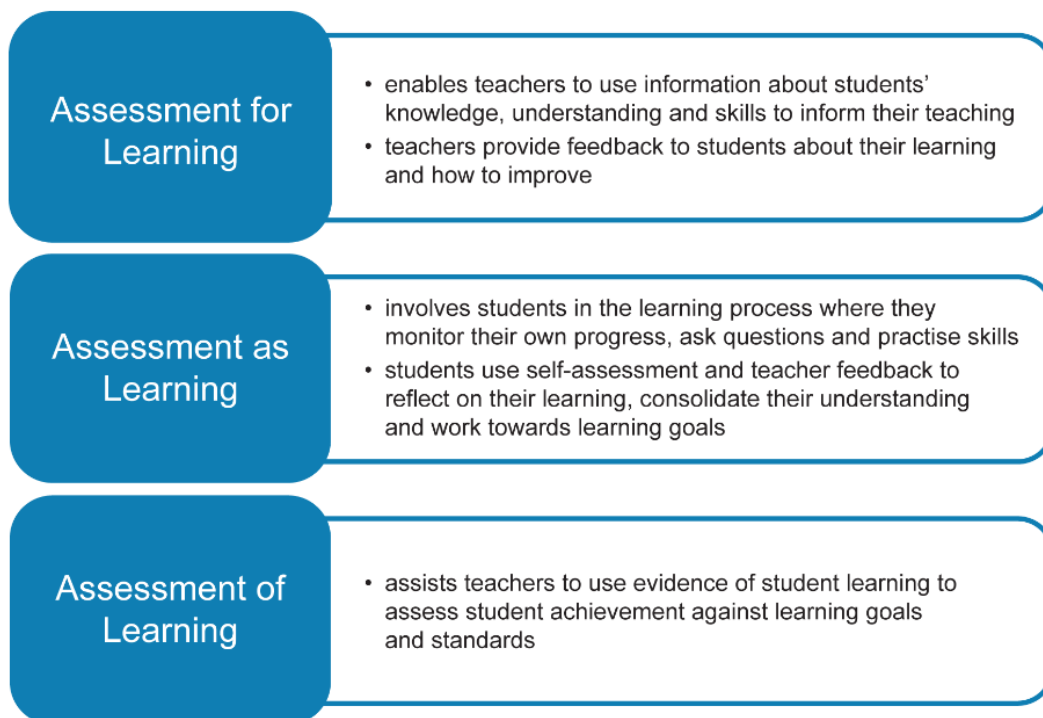 Assessment for
Learning
• enables teachers to use information about students’
knowledge, understanding and skills to inform their teaching
• teachers provide feedback to students about their learning
and how to improve
Assessment as
Learning
• involves students in the learning process where they
monitor their own progress, ask questions and practise skills
• students use self-assessment and teacher feedback to
reflect on their learning, consolidate their understanding
and work towards learning goals
Assessment of
Learning
• assists teachers to use evidence of student learning to
assess student achievement against learning goals
and standards